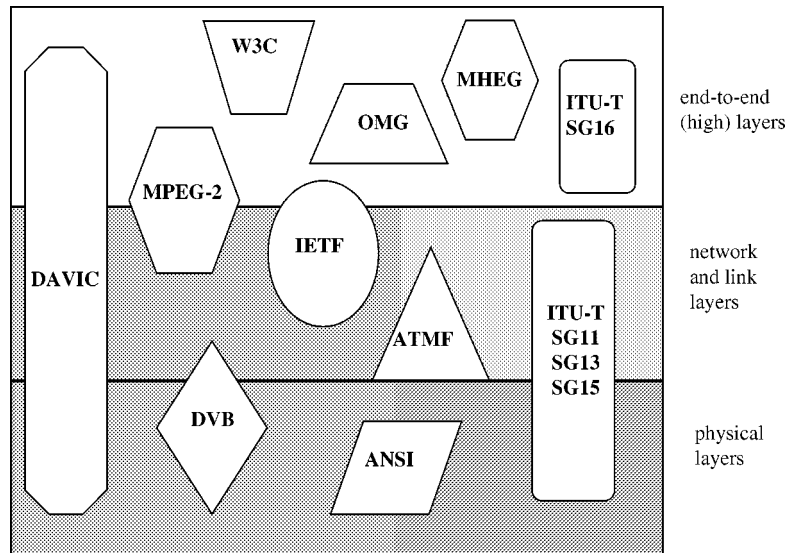 W3C
MHEG
OMG
ITU-T
SG16
end-to-end
(high) layers
MPEG-2
IETF
DAVIC
network
and link
layers
ATMF
ITU-T
SG11
SG13
SG15
DVB
ANSI
physical
layers